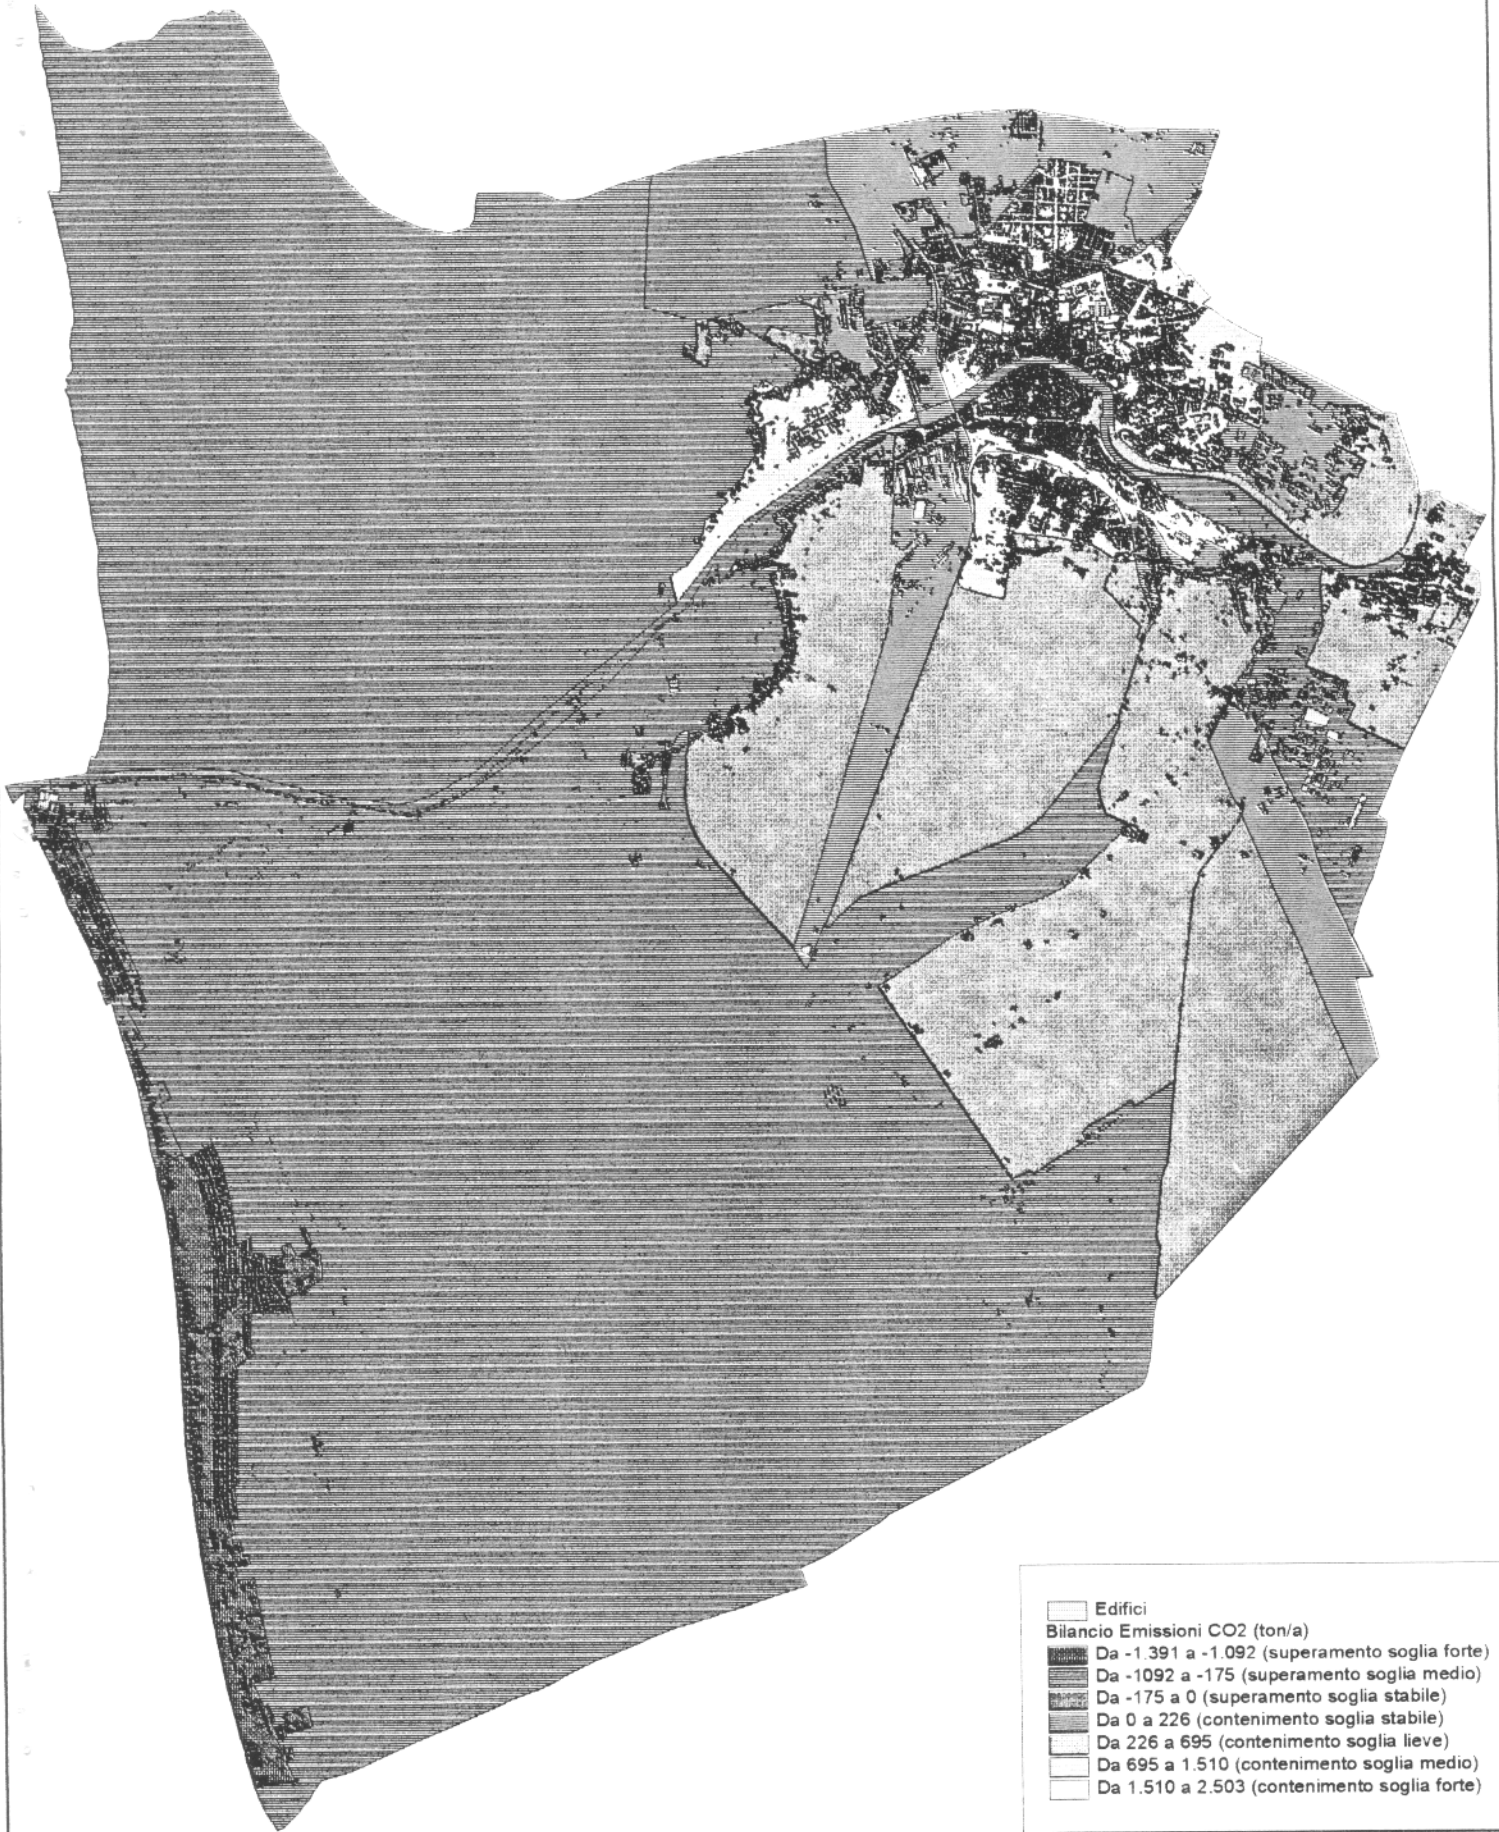 Edifici
Bilancio Emissioni CO2 (ton/a)
Da -1.391 a -1.092 (superamento soglia forte)
Da -1092 a -175 (superamento soglia medio)
Da -175 a 0 (superamento soglia stabile)
Da 0 a 226 (contenimento soglia stabile)
Da 226 a 695 (contenimento soglia lieve)
Da 695 a 1.510 (contenimento soglia medio)
Da 1.510 a 2.503 (contenimento soglia forte)